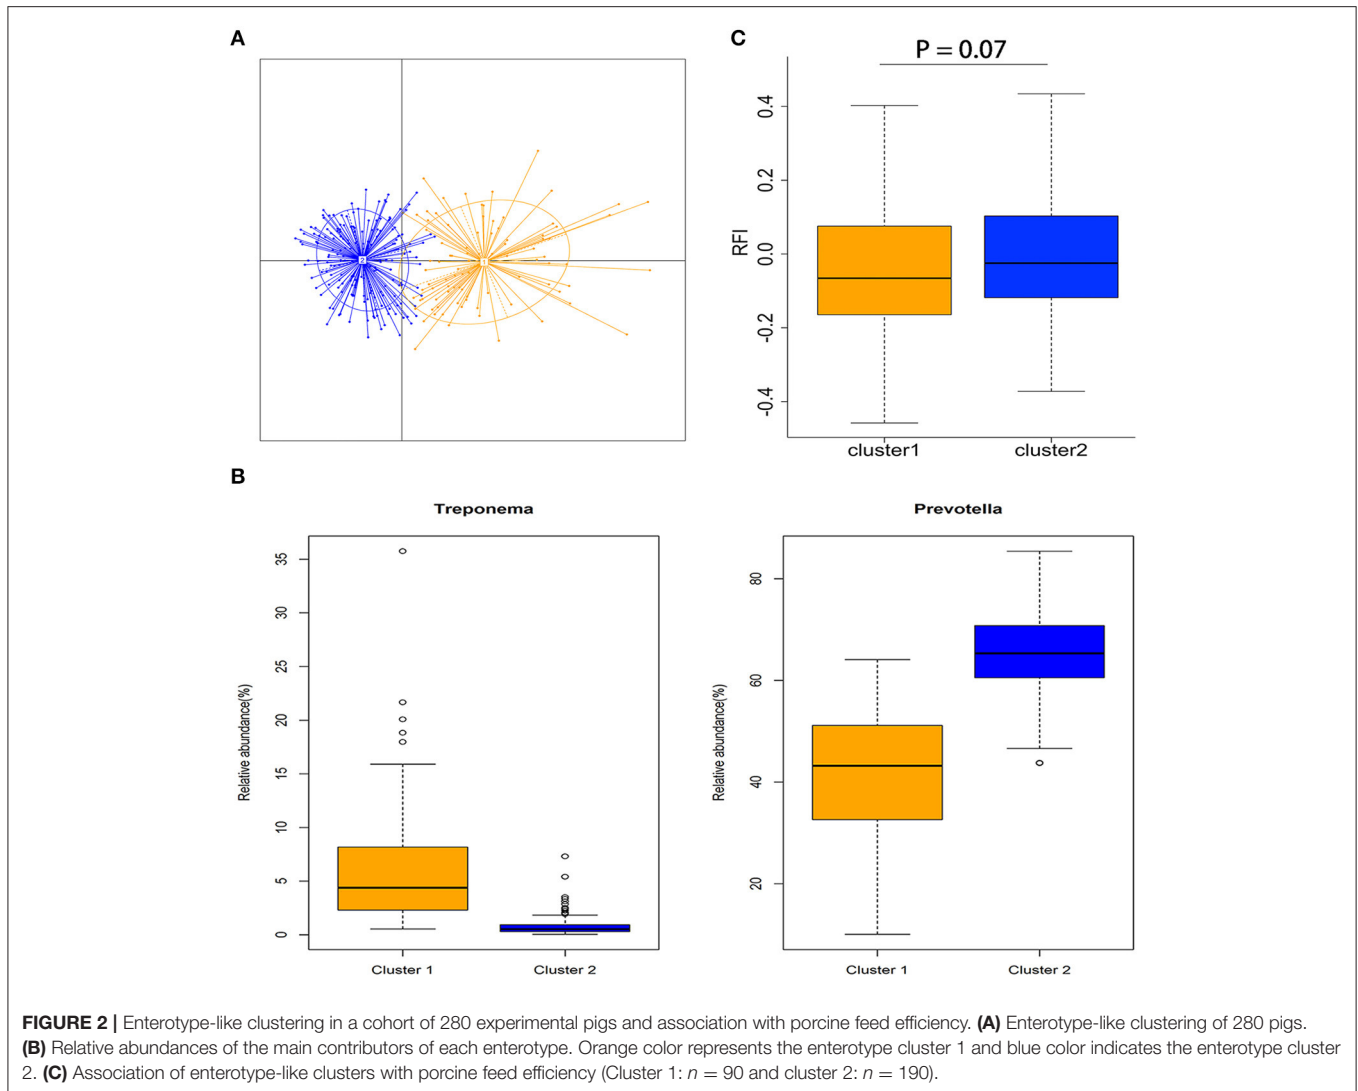 A
C
P = 0.07
0.4
0.2
0.0
-0.2
-0.4
RFI
2
1
cluster1
cluster2
B
Treponema
Prevotella
35
30
25
20
15
10
5
0
Relative abundance(%)
Cluster 1
Cluster 2
80
60
40
20
Relative abundance(%)
Cluster 1
Cluster 2
FIGURE 2 | Enterotype-like clustering in a cohort of 280 experimental pigs and association with porcine feed efficiency. (A) Enterotype-like clustering of 280 pigs.
(B) Relative abundances of the main contributors of each enterotype. Orange color represents the enterotype cluster 1 and blue color indicates the enterotype cluster
2. (C) Association of enterotype-like clusters with porcine feed efficiency (Cluster 1: n = 90 and cluster 2: n = 190).